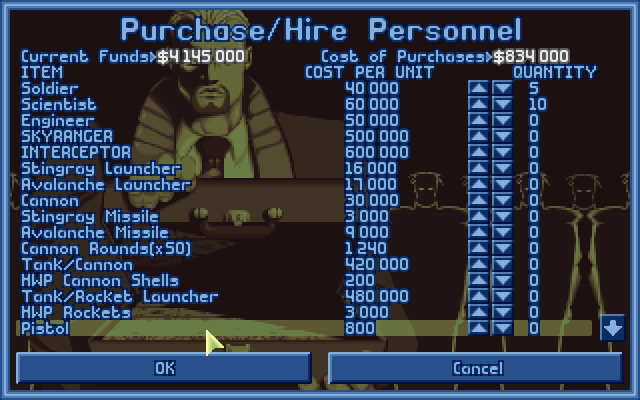 Purchase/Hire Personnel
Current Funds>$4 145 000 Cost of Purchases>$834 000
ITEM COST PER UNIT QUANTITY
Soldier 40 000 5
Scientist 60 000 10
Engineer 50 000 0
SKYRANGER 500 000 0
INTERCEPTOR 600 000 0
Stingray Launcher 16 000 0
Avalanche Launcher 17 000 0
Cannon 30 000 0
Stingray Missile 3 000 0
Avalanche Missile 9 000 0
Cannon Rounds(x50) 1 240 0
Tank/Cannon 420 000 0
HWP Cannon Shells 200 0
Tank/Rocket Launcher 480 000 0
HWP Rockets 3 000 0
Pistol 800 0
OK Cancel